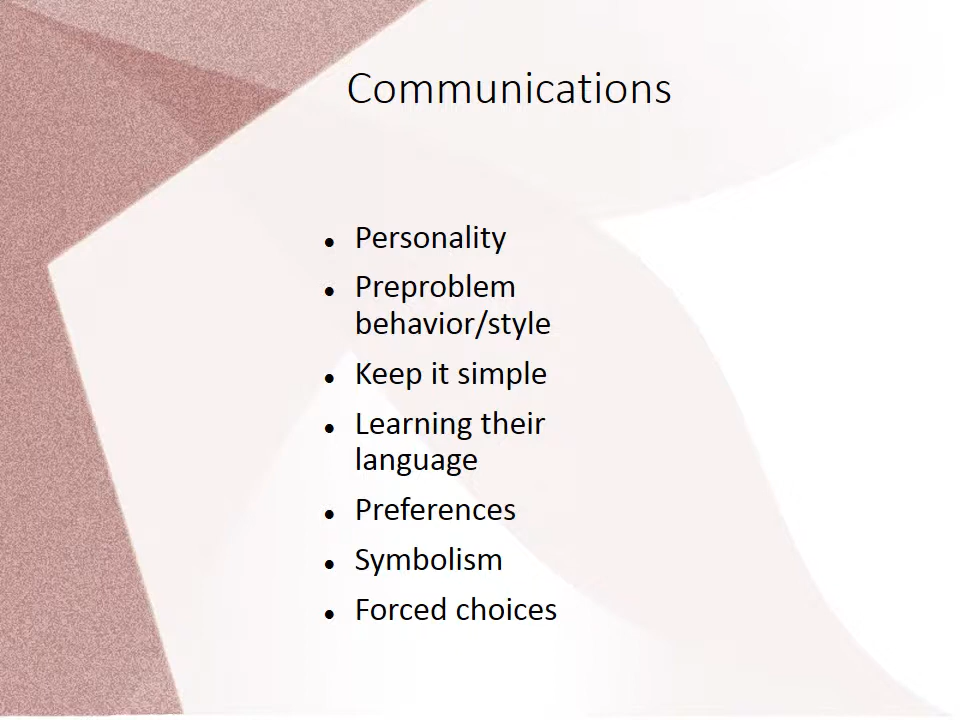 Communications
• Personality
• Preproblem
behavior/style
• Keep it simple
• Learning their
language
• Preferences
• Symbolism
• Forced choices